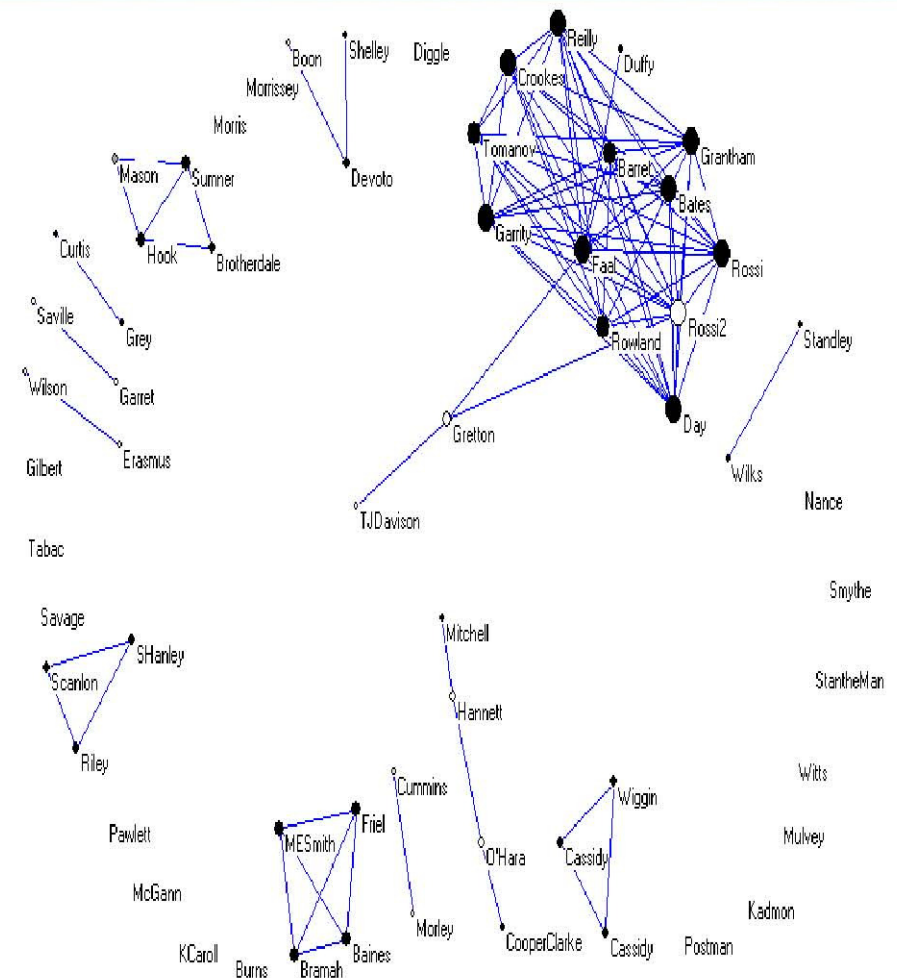 Reilly
Shelley
Diggle
Boon
Duffy
Crookes
Morrissey
Morris
Tomanov
Grantham
Barrel
Mason
Sumner
Devoto
Bates
Garrity
Curtis
Hook
Brotherdale
Faal
Rossi
Saville
Grey
Rossi2
Rowland
Standley
Wilson
Garret
Day
Gretton
Erasmus
Gilbert
Wilks
Nance
TJDavison
Tabac
Smythe
Savage
Mitchell
SHanley
Scanlon
StantheMan
Hannett
Riley
Witts
Cummins
Wiggin
Friel
Pawlett
MESmith
Mulvey
O'Hara
Cassidy
McGann
Kadmon
Morley
CooperClarke
Cassidy
Postman
KCaroll
Baines
Burns
Bramah